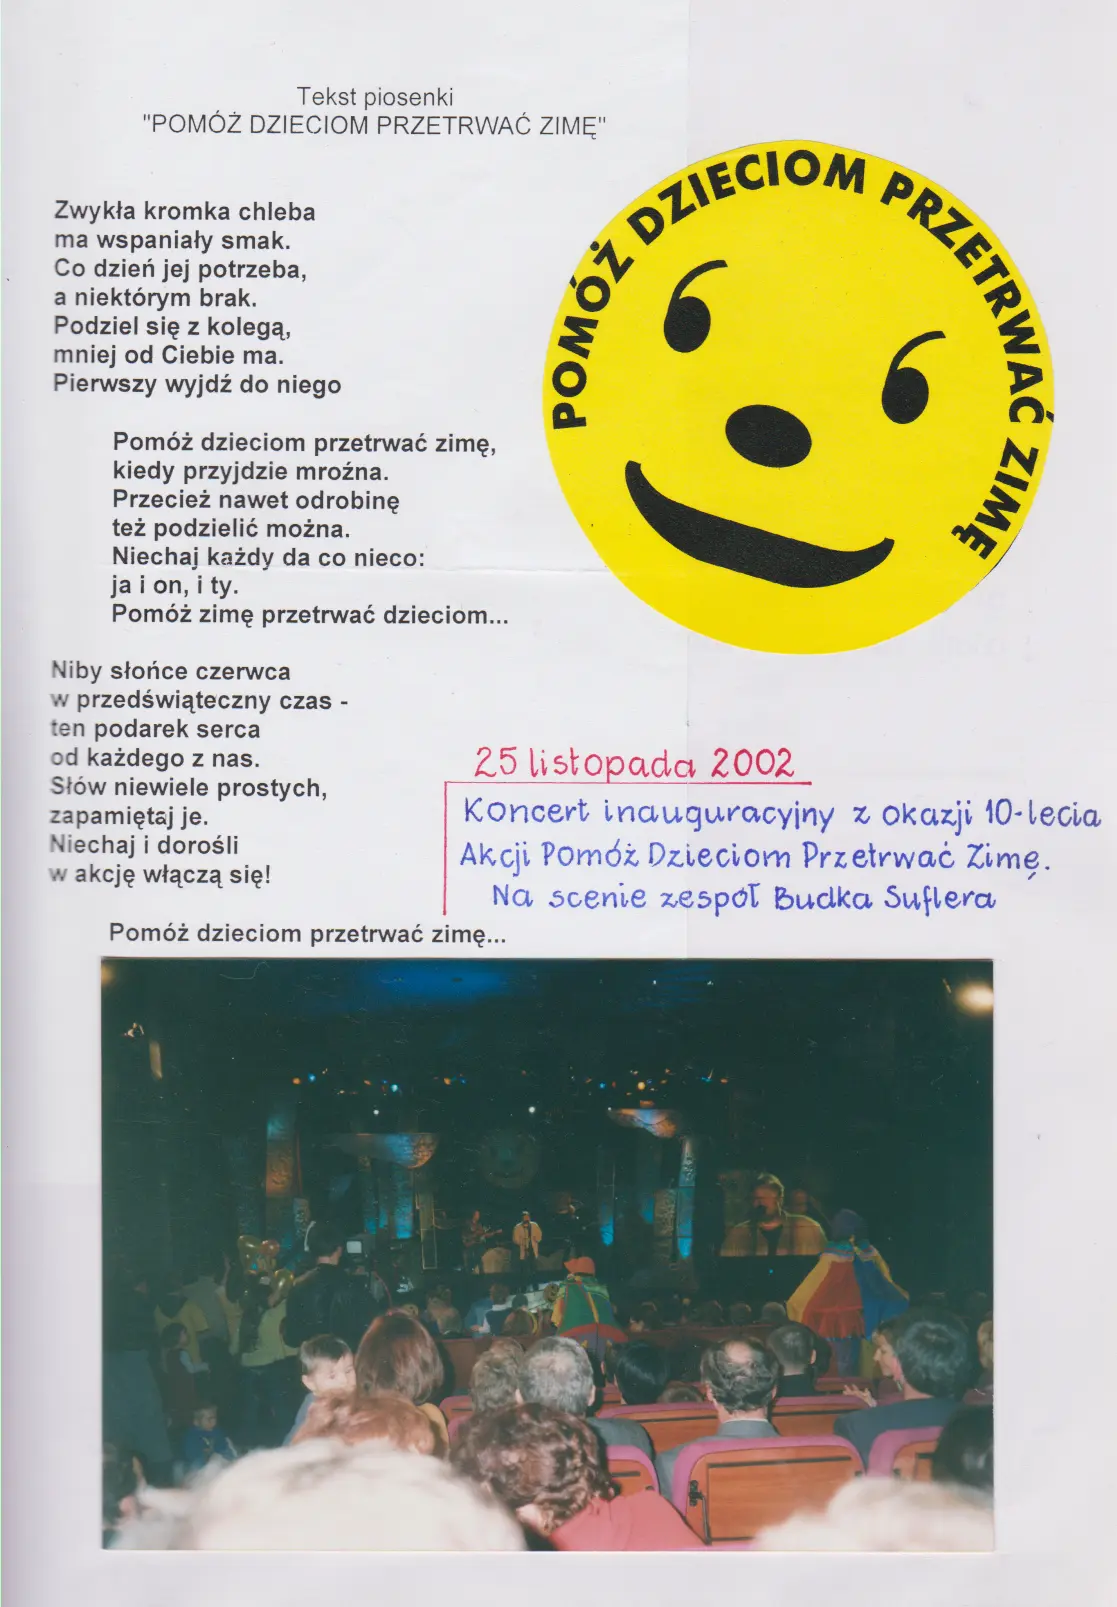 Tekst piosenki
"POMÓŻ DZIECIOM PRZETRWAĆ ZIMĘ"
Zwykła kromka chleba
ma wspaniały smak.
Co dzień jej potrzeba,
a niektórym brak.
Podziel się z kolegą,
mniej od Ciebie ma.
Pierwszy wyjdź do niego
Pomóż dzieciom przetrwać zimę,
kiedy przyjdzie mroźna.
Przecież nawet odrobinę
też podzielić można.
Niechaj każdy da co nieco:
ja i on, i ty.
Pomóż zimę przetrwać dzieciom...
POMÓŻ DZIECIOM PRZETRWAĆ ZIMĘ
Niby słońce czerwca
w przedświąteczny czas -
ten podarek serca
od każdego z nas.
Słów niewiele prostych,
zapamiętaj je.
Niechaj i dorośli
w akcję włączą się!
Pomóż dzieciom przetrwać zimę...
25 listopada 2002
Koncert inauguracyjny z okazji 10-lecia
Akcji Pomóż Dzieciom Przetrwać Zimę.
Na scenie zespół Budka Suflera